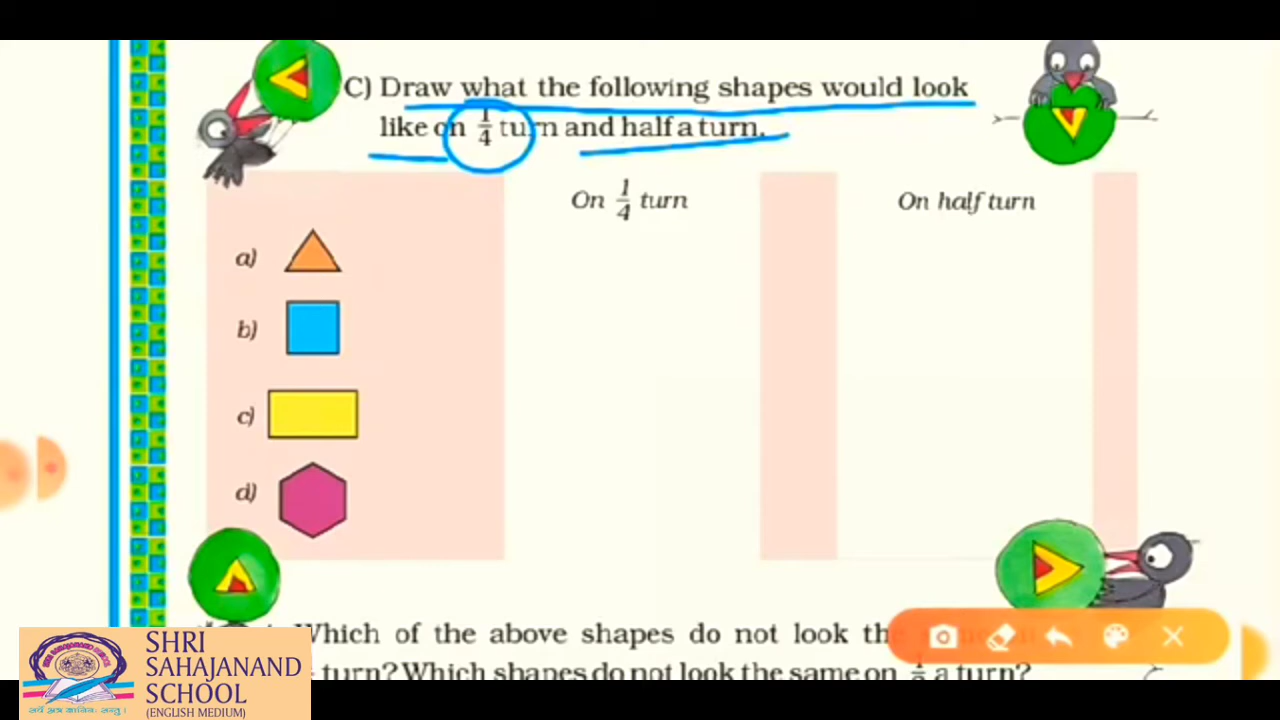 C) Draw what the following shapes would look
like on 1/4 turn and half a turn.
On 1/4 turn
On half turn
a)
b)
c)
d)
Which of the above shapes do not look the
turn? Which shapes do not look the same on a turn?
SHRI
SAHAJANAND
SCHOOL
(ENGLISH MEDIUM)